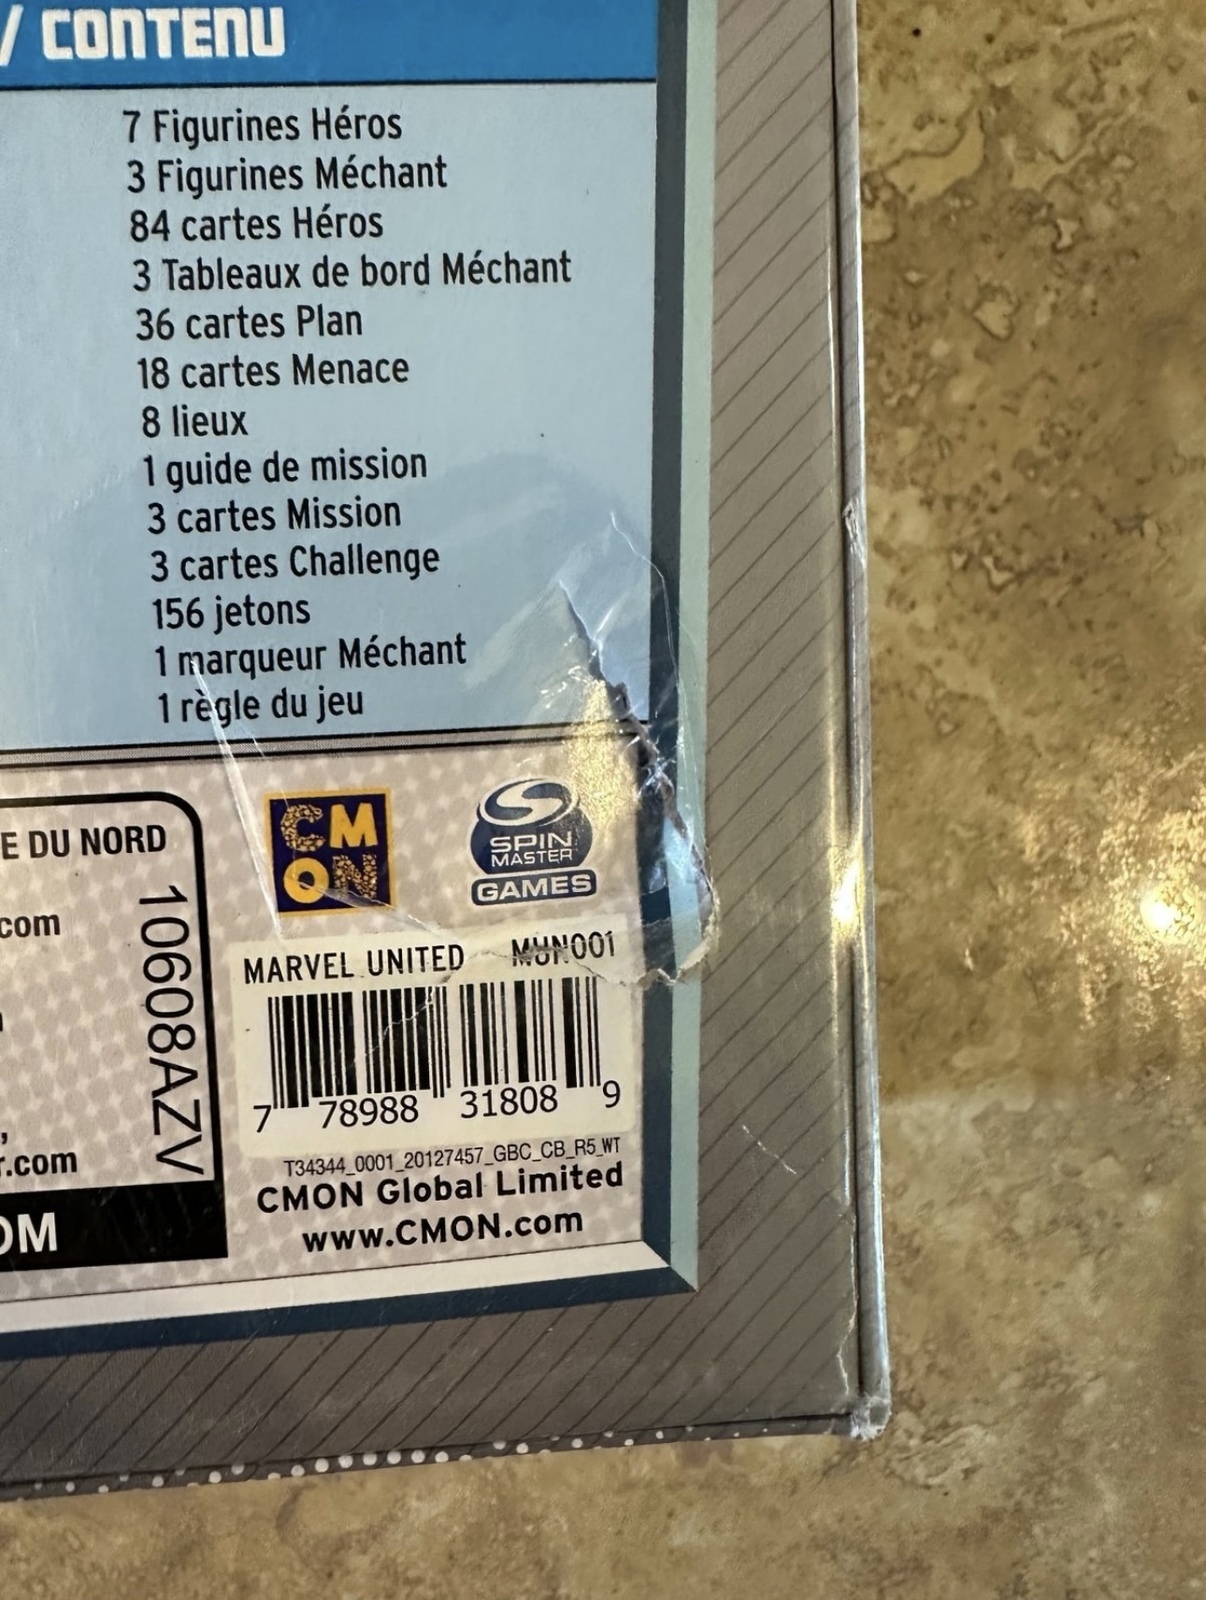 / CONTENU
7 Figurines Héros
3 Figurines Méchant
84 cartes Héros
3 Tableaux de bord Méchant
36 cartes Plan
18 cartes Menace
8 lieux
1 guide de mission
3 cartes Mission
3 cartes Challenge
156 jetons
1 marqueur Méchant
1 règle du jeu
E DU NORD
.com
r.com
OM
10608AZV
CMON
SPIN
MASTER
GAMES
MARVEL UNITED MUN001
7 78988 31808 9
T34344_0001_20127457_GBC_CB_R5_WT
CMON Global Limited
www.CMON.com